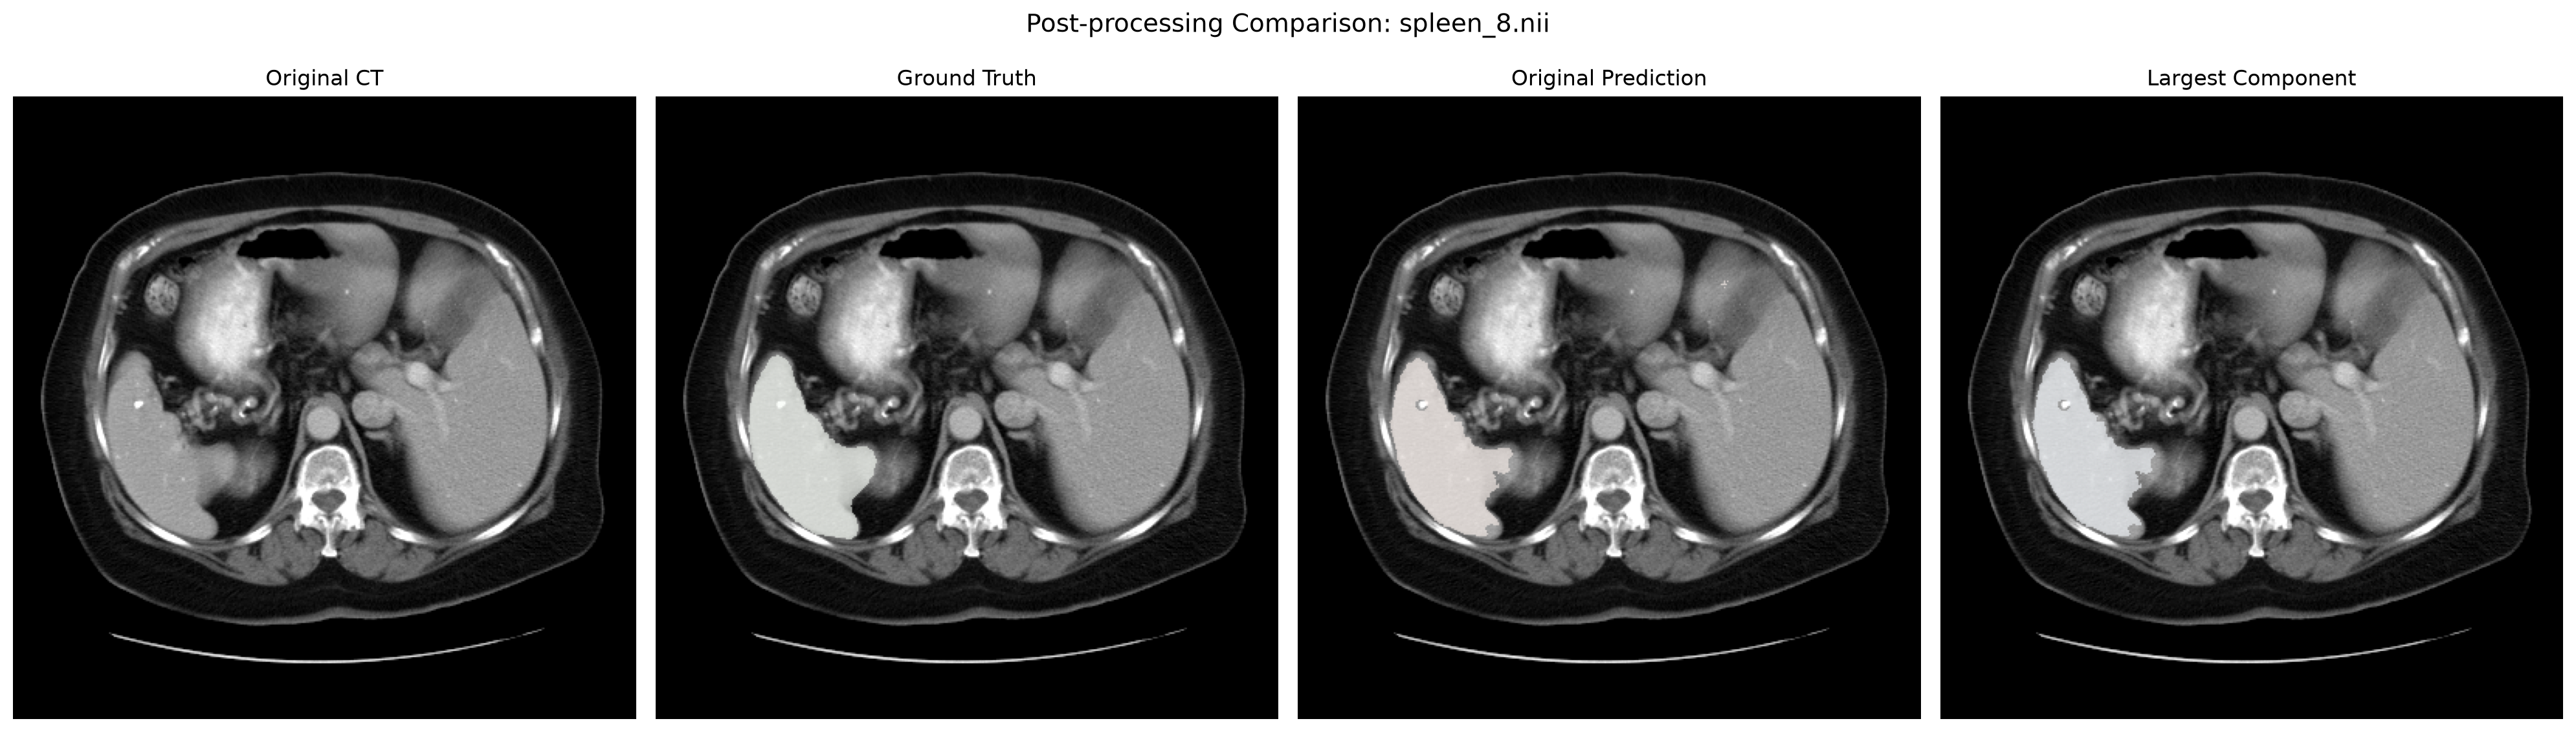 Post-processing Comparison: spleen_8.nii
Original CT
Ground Truth
Original Prediction
Largest Component